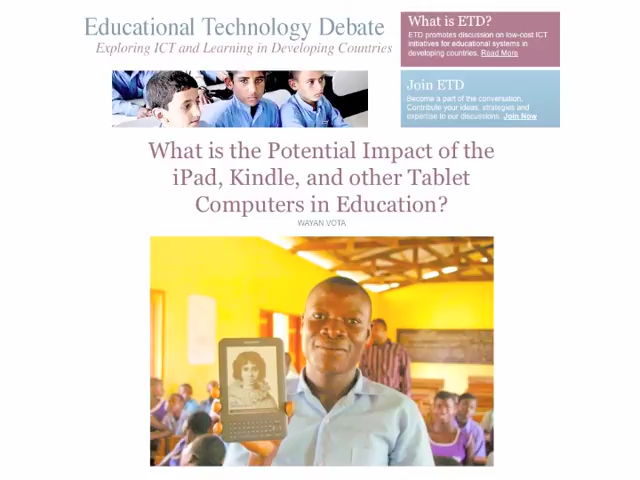 Educational Technology Debate
Exploring ICT and Learning in Developing Countries
What is ETD?
ETD promotes discussion on low-cost ICT
initiatives for educational systems in
developing countries. Read More
Join ETD
Become a part of the conversation.
Contribute your ideas, strategies and
expertise to our discussions. Join Now
What is the Potential Impact of the
iPad, Kindle, and other Tablet
Computers in Education?
WAYAN VOTA